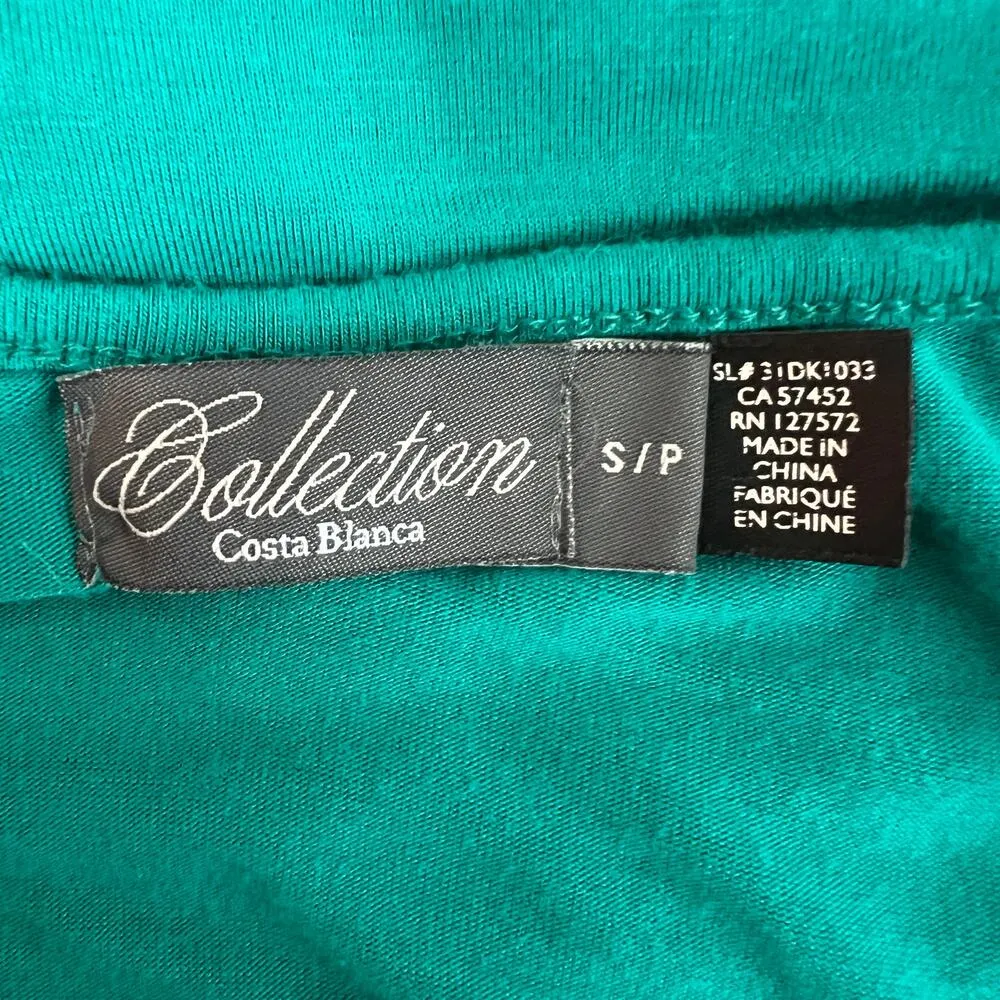 Collection
Costa Blanca
S/P
SL# 31DK1033
CA 57452
RN 127572
MADE IN
CHINA
FABRIQUÉ
EN CHINE